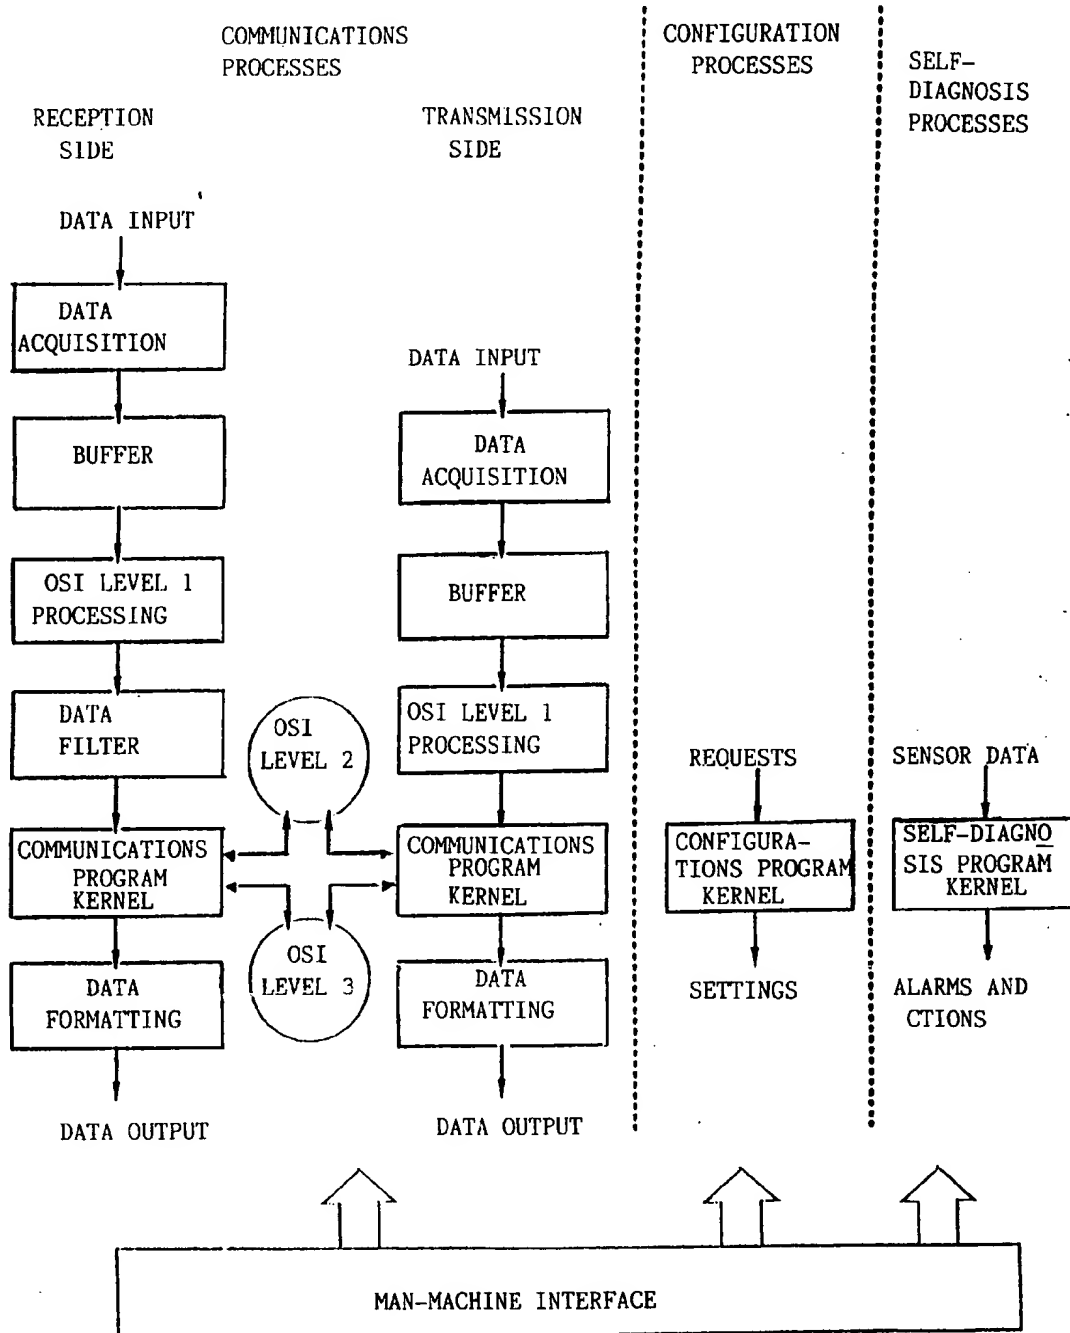 COMMUNICATIONS
PROCESSES
RECEPTION
SIDE
DATA INPUT
DATA
ACQUISITION
BUFFER
OSI LEVEL 1
PROCESSING
DATA
FILTER
COMMUNICATIONS
PROGRAM
KERNEL
DATA
FORMATTING
DATA OUTPUT
OSI
LEVEL 2
OSI
LEVEL 3
TRANSMISSION
SIDE
DATA INPUT
DATA
ACQUISITION
BUFFER
OSI LEVEL 1
PROCESSING
COMMUNICATIONS
PROGRAM
KERNEL
DATA
FORMATTING
DATA OUTPUT
CONFIGURATION
PROCESSES
REQUESTS
CONFIGURA-
TIONS PROGRAM
KERNEL
SETTINGS
SELF-
DIAGNOSIS
PROCESSES
SENSOR DATA
SELF-DIAGNO
SIS PROGRAM
KERNEL
ALARMS AND
CTIONS
MAN-MACHINE INTERFACE